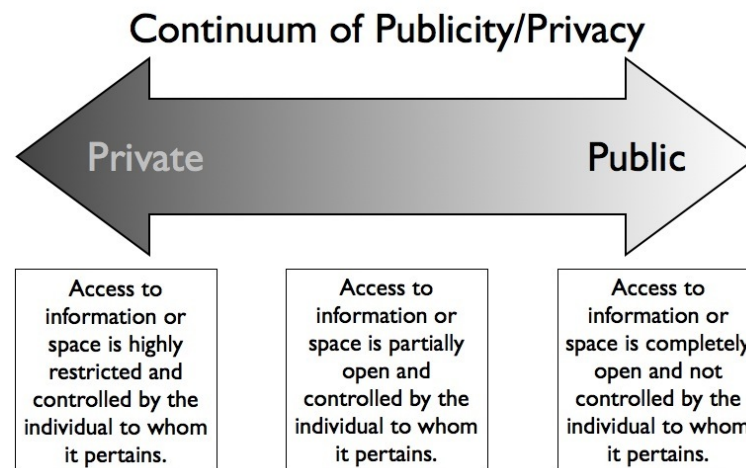 Continuum of Publicity/Privacy
Private
Public
Access to
information or
space is highly
restricted and
controlled by the
individual to whom
it pertains.
Access to
information or
space is partially
open and
controlled by the
individual to whom
it pertains.
Access to
information or
space is completely
open and not
controlled by the
individual to whom
it pertains.